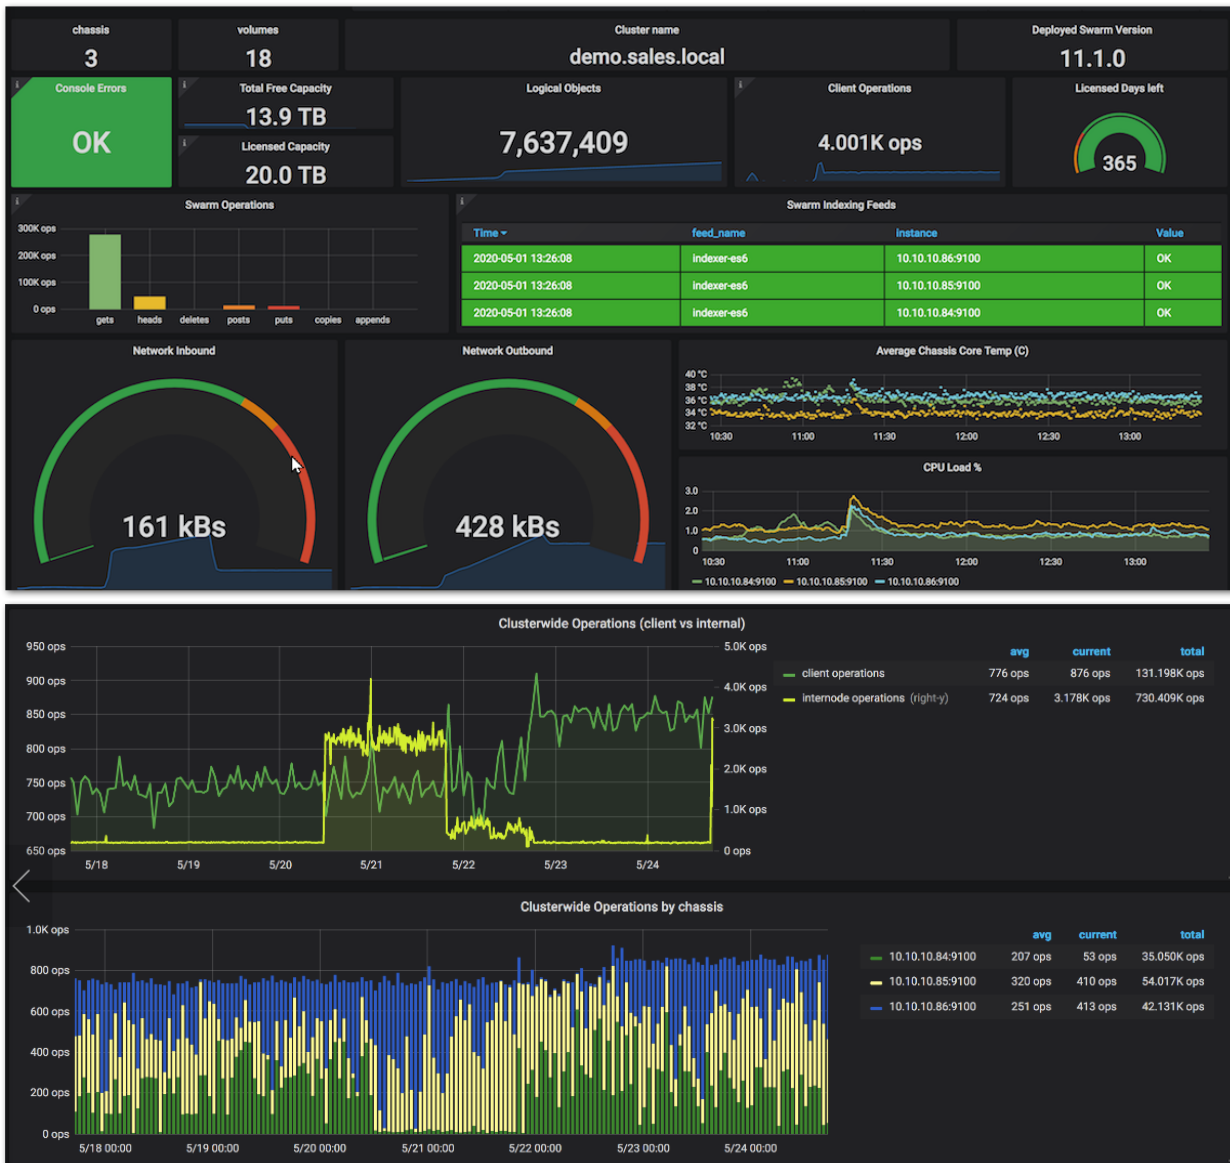 chassis
3
volumes
18
Cluster name
demo.sales.local
Deployed Swarm Version
11.1.0
Console Errors
OK
Total Free Capacity
13.9 TB
Licensed Capacity
20.0 TB
Logical Objects
7,637,409
Client Operations
4.001K ops
Licensed Days left
365
Swarm Operations
300K ops
200K ops
100K ops
0 ops
gets heads deletes posts puts copies appends
Swarm Indexing Feeds
Time feed_name instance Value
2020-05-01 13:26:08 indexer-es6 10.10.10.86:9100 OK
2020-05-01 13:26:08 indexer-es6 10.10.10.85:9100 OK
2020-05-01 13:26:08 indexer-es6 10.10.10.84:9100 OK
Network Inbound
161 kBs
Network Outbound
428 kBs
Average Chassis Core Temp (C)
40 °C
38 °C
36 °C
34 °C
32 °C
10:30 11:00 11:30 12:00 12:30 13:00
CPU Load %
3.0
2.0
1.0
0
10:30 11:00 11:30 12:00 12:30 13:00
10.10.10.84:9100 10.10.10.85:9100 10.10.10.86:9100
Clusterwide Operations (client vs internal)
950 ops
900 ops
850 ops
800 ops
750 ops
700 ops
650 ops
5.0K ops
4.0K ops
3.0K ops
2.0K ops
1.0K ops
0 ops
5/18 5/19 5/20 5/21 5/22 5/23 5/24
avg current total
client operations 776 ops 876 ops 131.198K ops
internode operations (right-y) 724 ops 3.178K ops 730.409K ops
Clusterwide Operations by chassis
1.0K ops
800 ops
600 ops
400 ops
200 ops
0 ops
5/18 00:00 5/19 00:00 5/20 00:00 5/21 00:00 5/22 00:00 5/23 00:00 5/24 00:00
avg current total
10.10.10.84:9100 207 ops 53 ops 35.050K ops
10.10.10.85:9100 320 ops 410 ops 54.017K ops
10.10.10.86:9100 251 ops 413 ops 42.131K ops